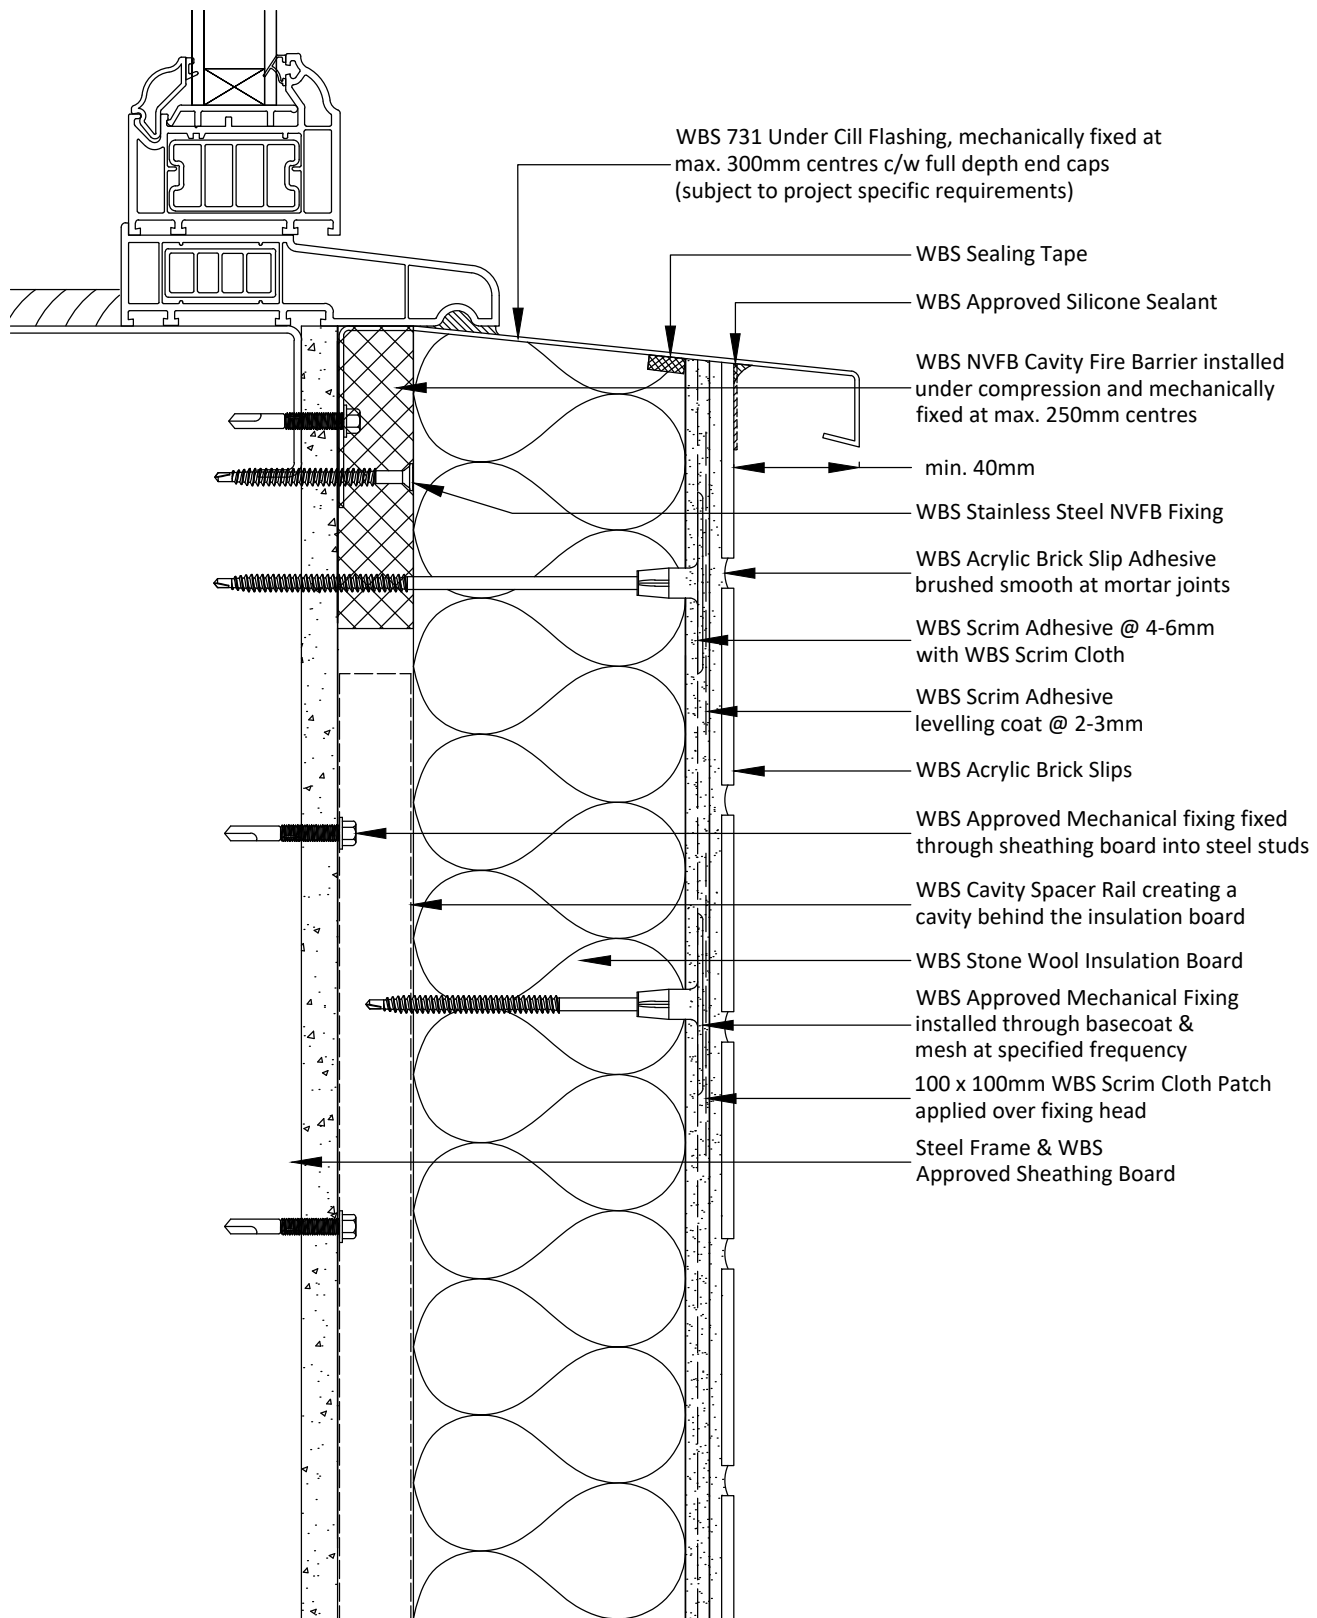 WBS 731 Under Cill Flashing, mechanically fixed at
max. 300mm centres c/w full depth end caps
(subject to project specific requirements)
WBS Sealing Tape
WBS Approved Silicone Sealant
WBS NVFB Cavity Fire Barrier installed
under compression and mechanically
fixed at max. 250mm centres
min. 40mm
WBS Stainless Steel NVFB Fixing
WBS Acrylic Brick Slip Adhesive
brushed smooth at mortar joints
WBS Scrim Adhesive @ 4-6mm
with WBS Scrim Cloth
WBS Scrim Adhesive
levelling coat @ 2-3mm
WBS Acrylic Brick Slips
WBS Approved Mechanical fixing fixed
through sheathing board into steel studs
WBS Cavity Spacer Rail creating a
cavity behind the insulation board
WBS Stone Wool Insulation Board
WBS Approved Mechanical Fixing
installed through basecoat &
mesh at specified frequency
100 x 100mm WBS Scrim Cloth Patch
applied over fixing head
Steel Frame & WBS
Approved Sheathing Board